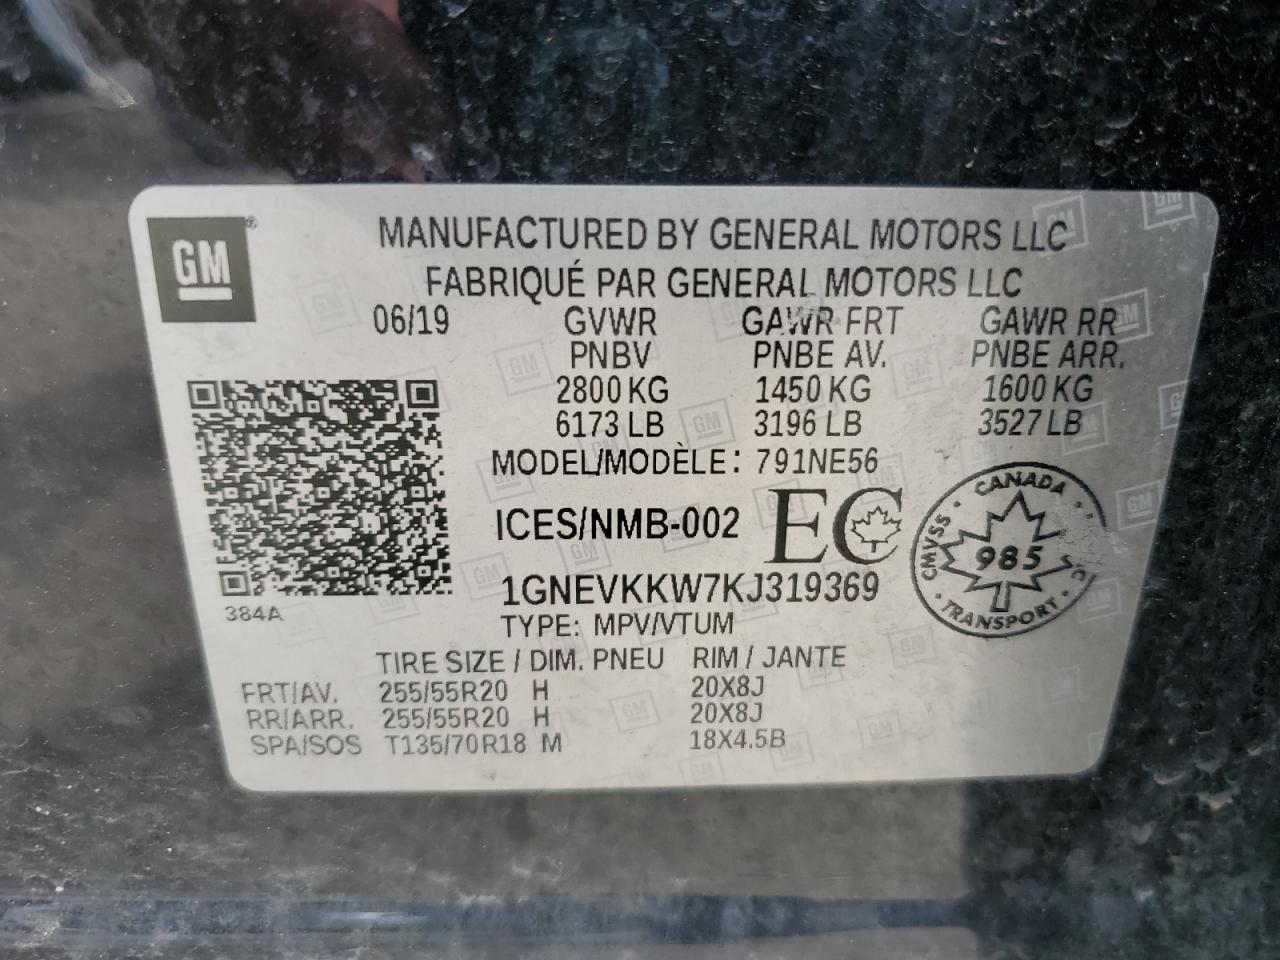 GM
MANUFACTURED BY GENERAL MOTORS LLC
FABRIQUÉ PAR GENERAL MOTORS LLC
06/19 GVWR GAWR FRT GAWR RR
PNBV PNBE AV. PNBE ARR.
2800 KG 1450 KG 1600 KG
6173 LB 3196 LB 3527 LB
MODEL/MODÈLE: 791NE56
ICES/NMB-002 EC
CANADA
CMVSS 985
TRANSPORT
1GNEVKKW7KJ319369
384A
TYPE: MPV/VTUM
TIRE SIZE / DIM. PNEU RIM / JANTE
FRT/AV. 255/55R20 H 20X8J
RR/ARR. 255/55R20 H 20X8J
SPA/SOS T135/70R18 M 18X4.5B